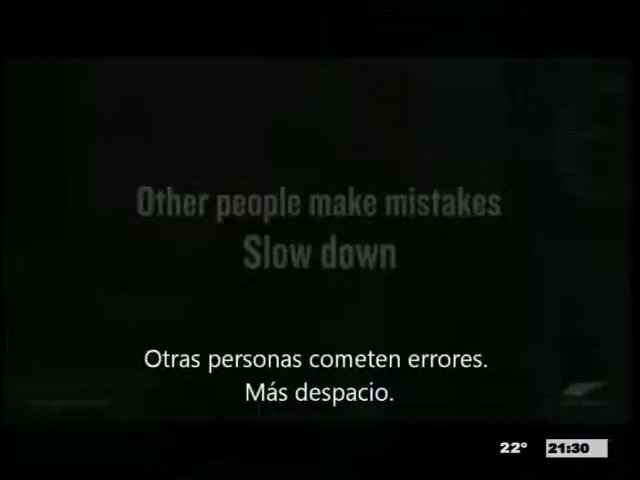 Other people make mistakes
Slow down
Otras personas cometen errores.
Más despacio.
22° 21:30